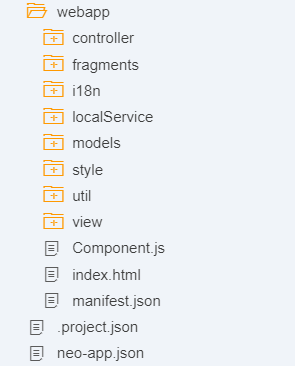 webapp
controller
fragments
i18n
localService
models
style
util
view
Component.js
index.html
manifest.json
.project.json
neo-app.json